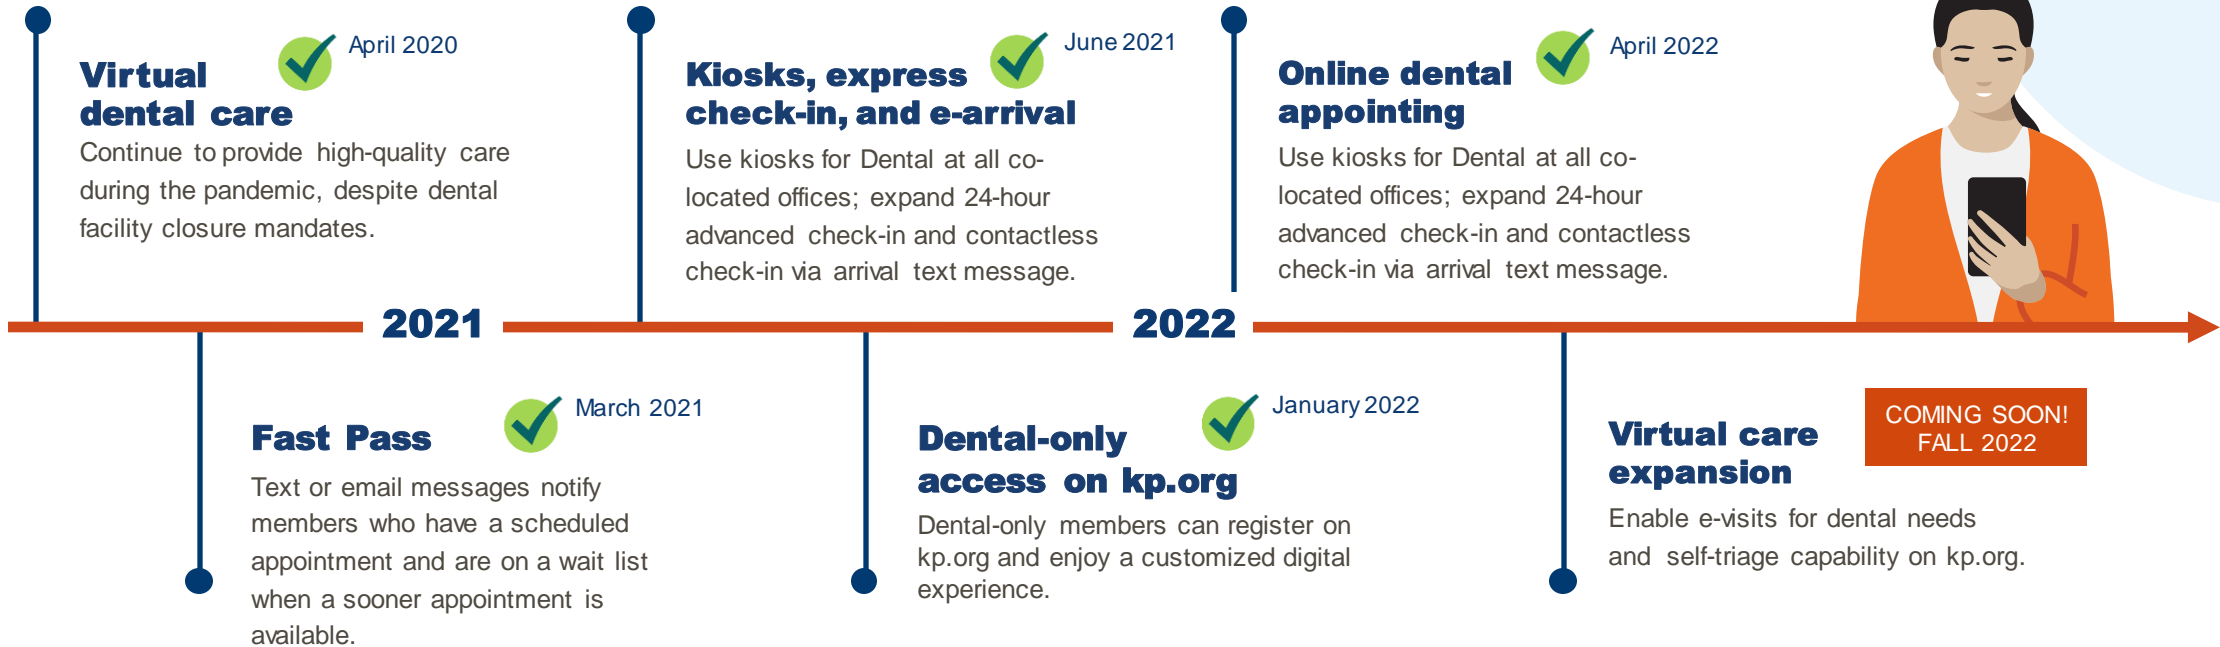 April 2020
Virtual
dental care
Continue to provide high-quality care
during the pandemic, despite dental
facility closure mandates.
June 2021
Kiosks, express
check-in, and e-arrival
Use kiosks for Dental at all co-
located offices; expand 24-hour
advanced check-in and contactless
check-in via arrival text message.
April 2022
Online dental
appointing
Use kiosks for Dental at all co-
located offices; expand 24-hour
advanced check-in and contactless
check-in via arrival text message.
2021
2022
March 2021
Fast Pass
Text or email messages notify
members who have a scheduled
appointment and are on a wait list
when a sooner appointment is
available.
January 2022
Dental-only
access on kp.org
Dental-only members can register on
kp.org and enjoy a customized digital
experience.
COMING SOON!
FALL 2022
Virtual care
expansion
Enable e-visits for dental needs
and self-triage capability on kp.org.